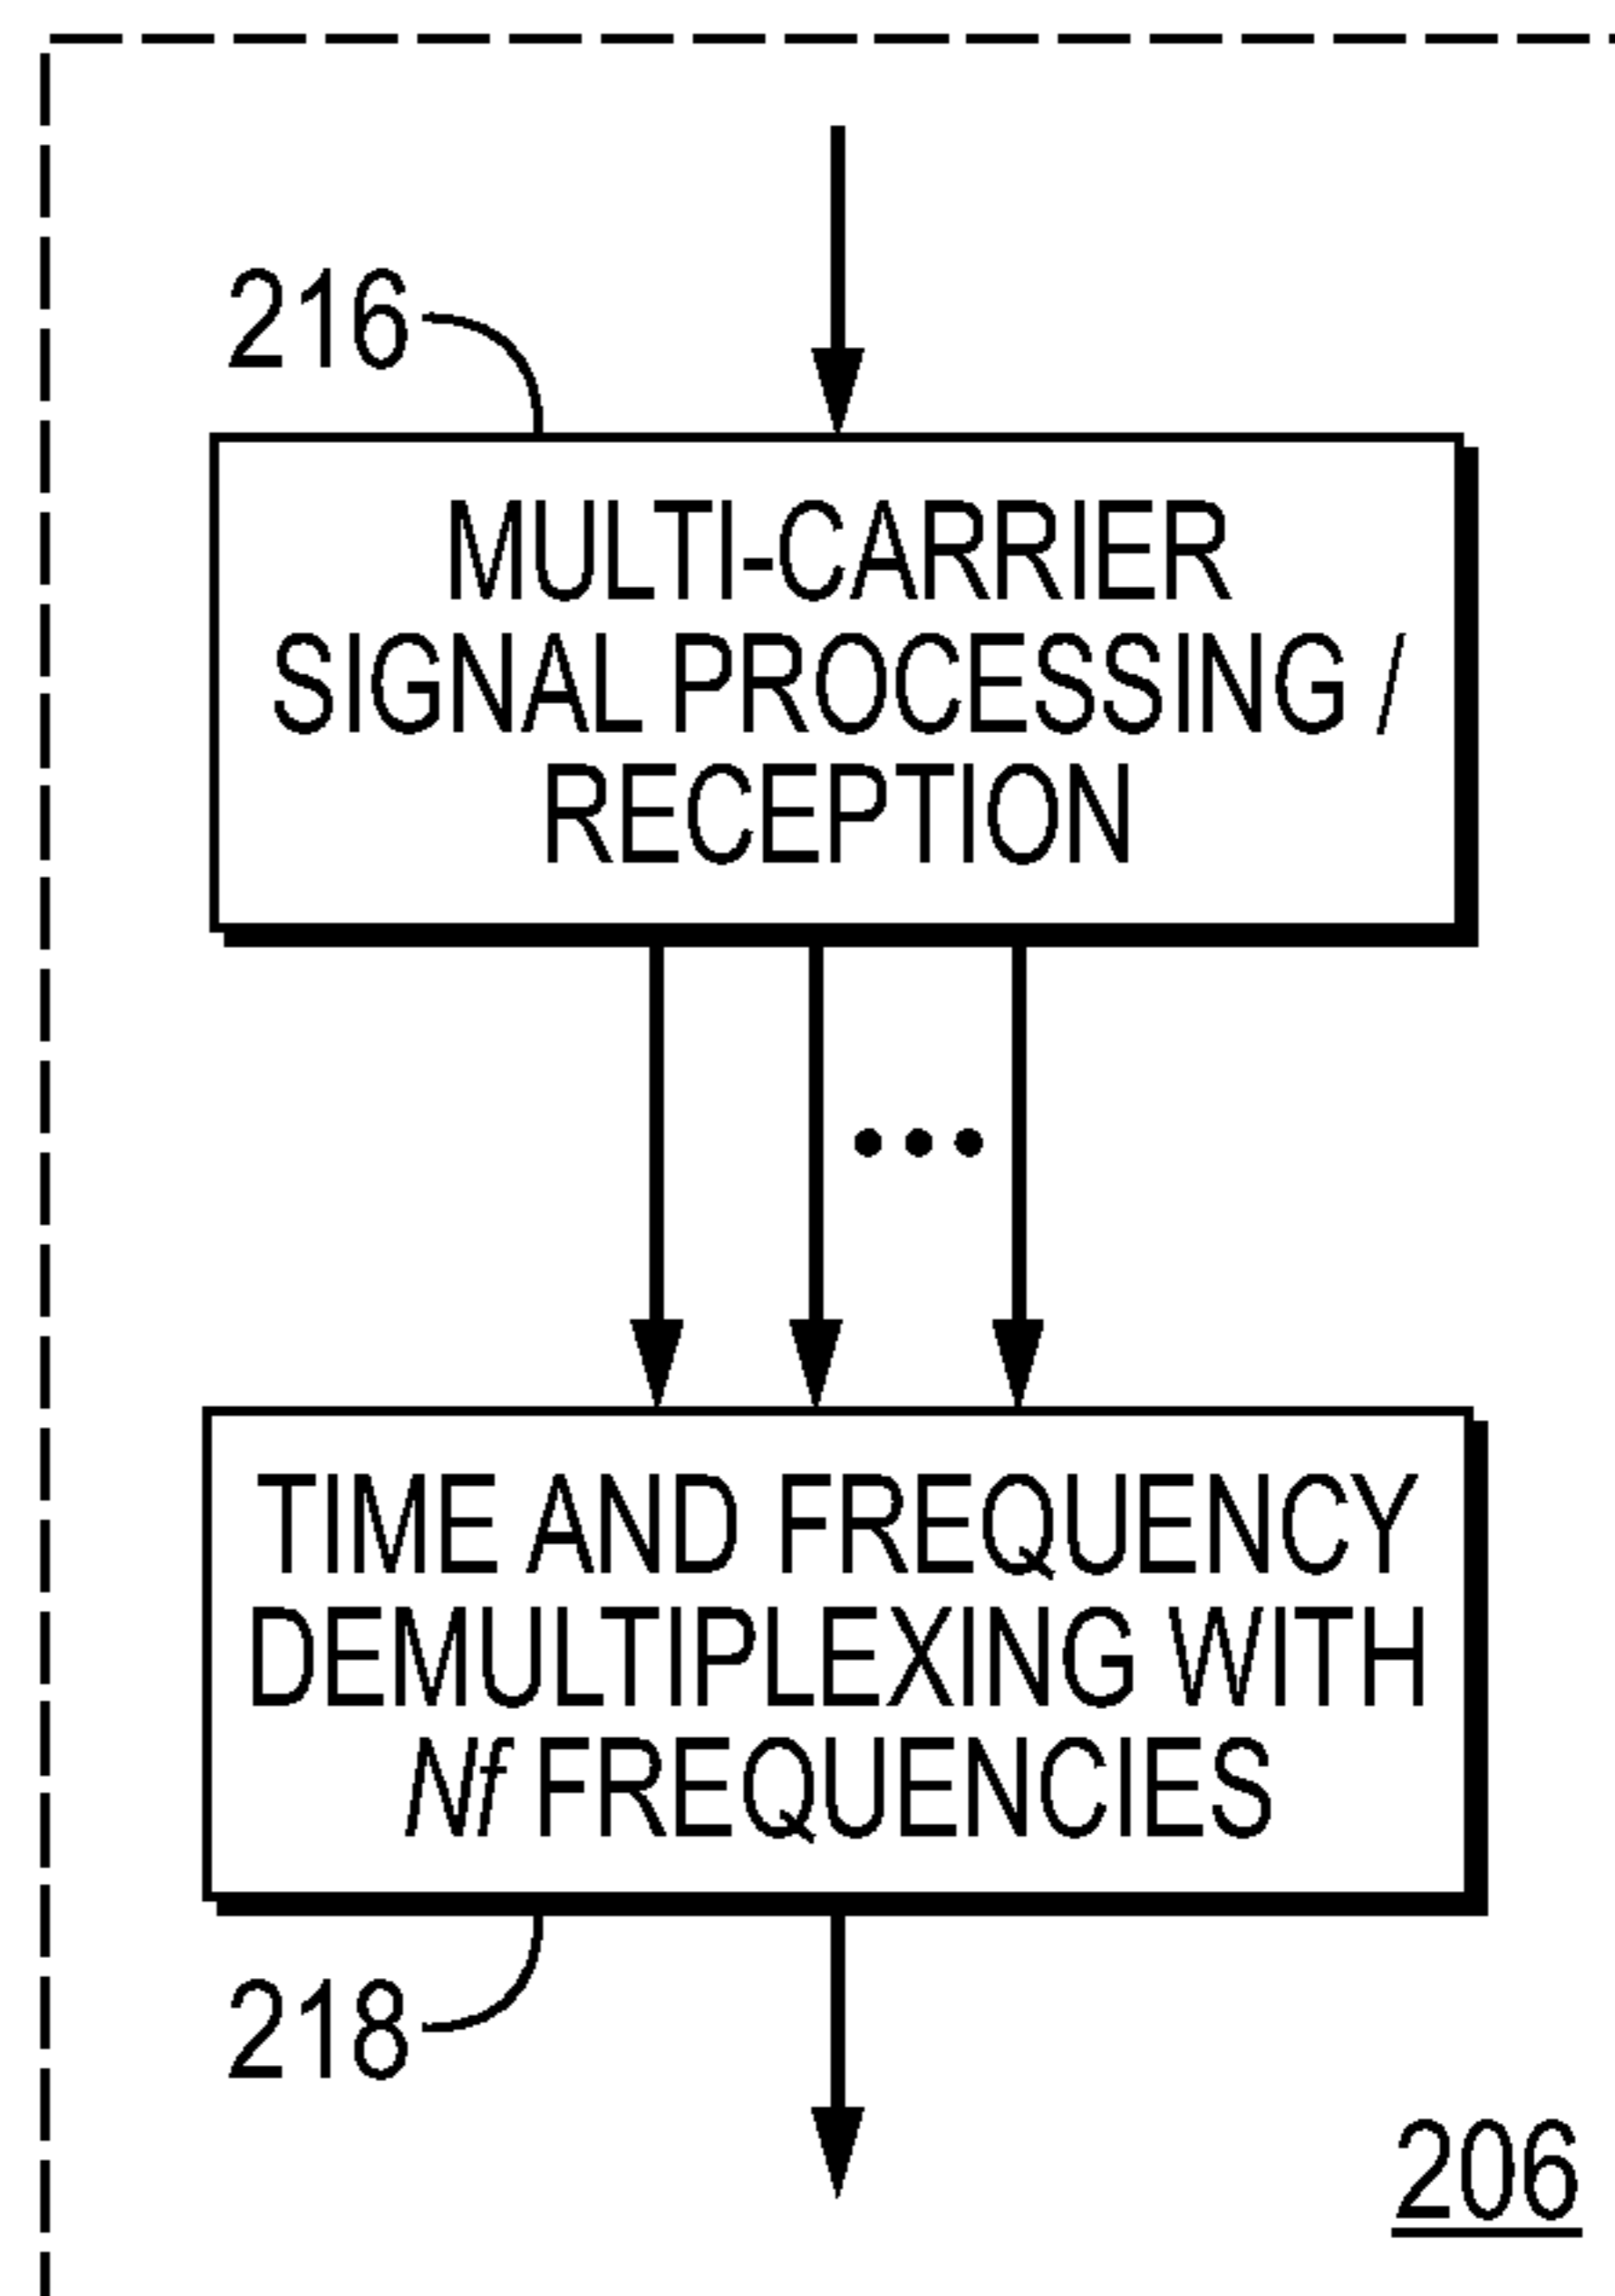 216
MULTI-CARRIER
SIGNAL PROCESSING /
RECEPTION
TIME AND FREQUENCY
DEMULTIPLEXING WITH
Nf FREQUENCIES
218
206